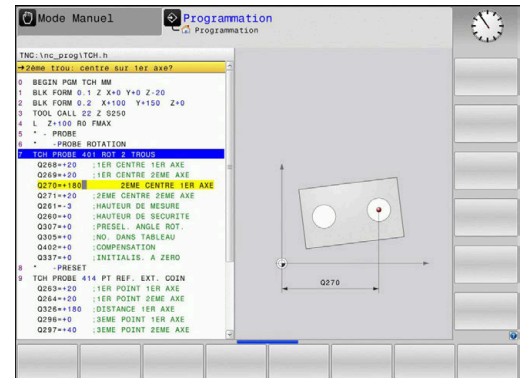 Mode Manuel
Programmation
Programmation
TNC:\nc_prog\TCH.h
→2ème trou: centre sur 1er axe?
0 BEGIN PGM TCH MM
1 BLK FORM 0.1 Z X+0 Y+0 Z-20
2 BLK FORM 0.2 X+100 Y+150 Z+0
3 TOOL CALL 22 Z S250
4 L Z+100 R0 FMAX
5 * - PROBE
6 * -PROBE ROTATION
7 TCH PROBE 401 ROT 2 TROUS
Q268=+20 ;1ER CENTRE 1ER AXE
Q269=+20 ;1ER CENTRE 2EME AXE
Q270=+180 2EME CENTRE 1ER AXE
Q271=+20 ;2EME CENTRE 2EME AXE
Q261=-3 ;HAUTEUR DE MESURE
Q260=+0 ;HAUTEUR DE SECURITE
Q307=+0 ;PRESEL. ANGLE ROT.
Q305=+0 ;NO. DANS TABLEAU
Q402=+0 ;COMPENSATION
Q337=+0 ;INITIALIS. A ZERO
8 * -PRESET
9 TCH PROBE 414 PT REF. EXT. COIN
Q263=+20 ;1ER POINT 1ER AXE
Q264=+20 ;1ER POINT 2EME AXE
Q326=+180 ;DISTANCE 1ER AXE
Q296=+0 ;3EME POINT 1ER AXE
Q297=+40 ;3EME POINT 2EME AXE
Q270